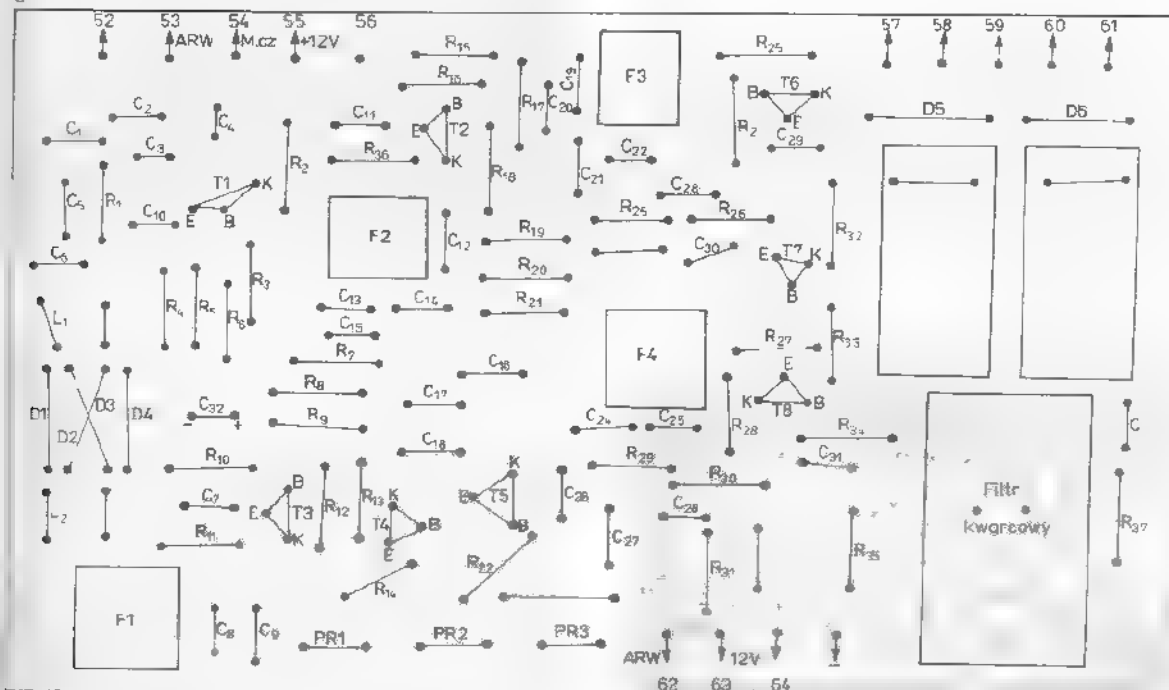 52 53 54 55 56 57 58 59 60 61
ARW M.cz +12V
R15 R25
R16 C19 F3 B T6 K
C2 C4 C11 B R17 C20 R2 E D5 D6
C1 E T2 C29
C3 R2 R36 K R18 C22
C21
C5 R1 T1 K C28
C10 E B F2 C12 R25 R26 R32
R19
C6 R3 C30 E T7 K
R20 B
L1 R4 R5 R6 C13 C14 R21
C15 F4 R27 R33
R7 C16 E
D1 D2 D3 D4 R8 C17 K T8 B
C32 R9 C24 C25 R28 R34 C
- +
C18 R29 C31
R10 K R30 Filtr
B R12 R13 K T5 C26 kwarcowy
C7 E T3 T4 B B R37
K E C27 R35
R11 R22 R31
R14
F1 C8 C9 PR1 PR2 PR3
ARW 12V
62 63 64